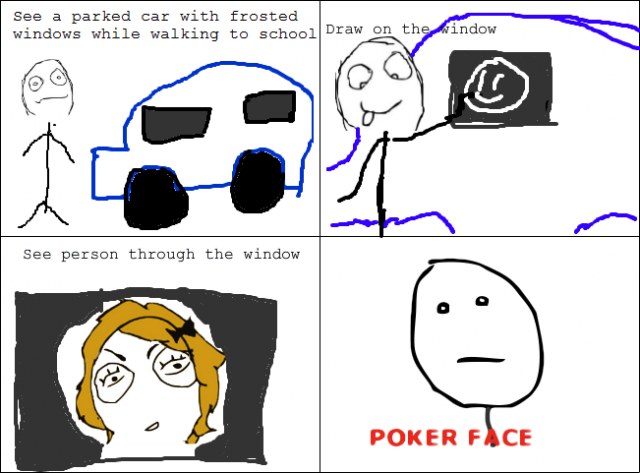 See a parked car with frosted
windows while walking to school
Draw on the window
See person through the window
POKER FACE